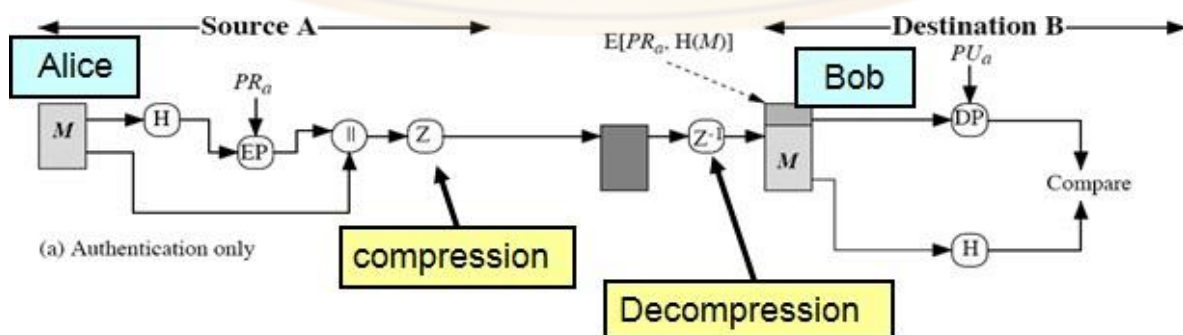 Source A
Destination B
E[PRₐ, H(M)]
Alice
Bob
PRₐ
PUₐ
M
H
EP
||
Z
Z-1
M
DP
Compare
H
(a) Authentication only
compression
Decompression